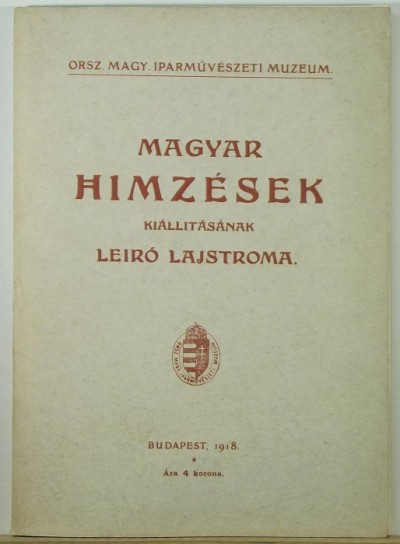 ORSZ. MAGY. IPARMŰVÉSZETI MUZEUM.
MAGYAR
HIMZÉSEK
KIÁLLITÁSÁNAK
LEIRÓ LAJSTROMA.
BUDAPEST, 1918.
*
Ára 4 korona.